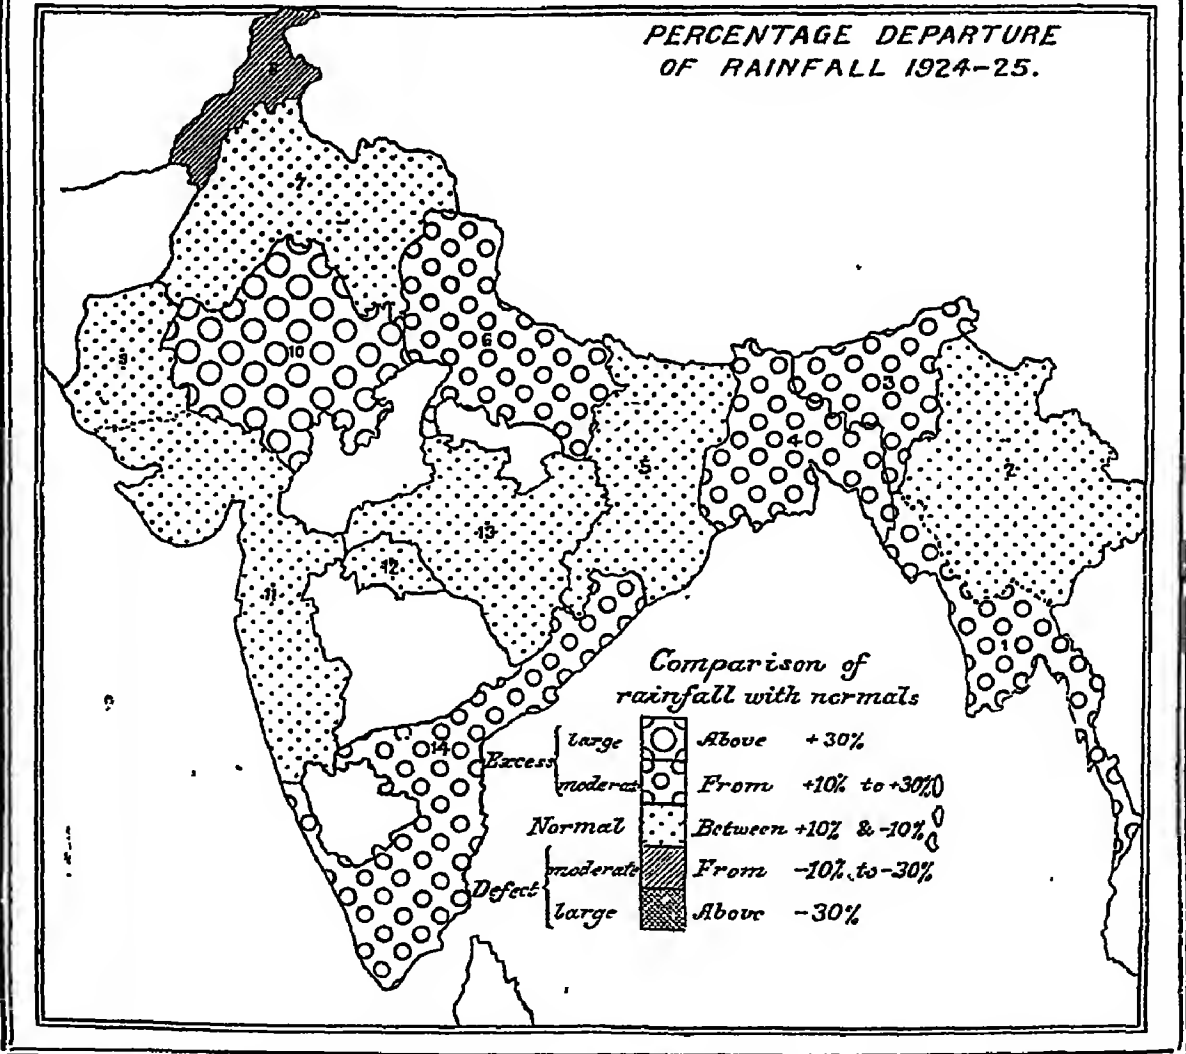 PERCENTAGE DEPARTURE
OF RAINFALL 1924-25.
8
7
6
10
9
3
4
5
2
13
12
11
1
14
Comparison of
rainfall with normals
Excess
large Above +30%
moderate From +10% to +30%
Normal Between +10% & -10%
Defect
moderate From -10% to -30%
large Above -30%